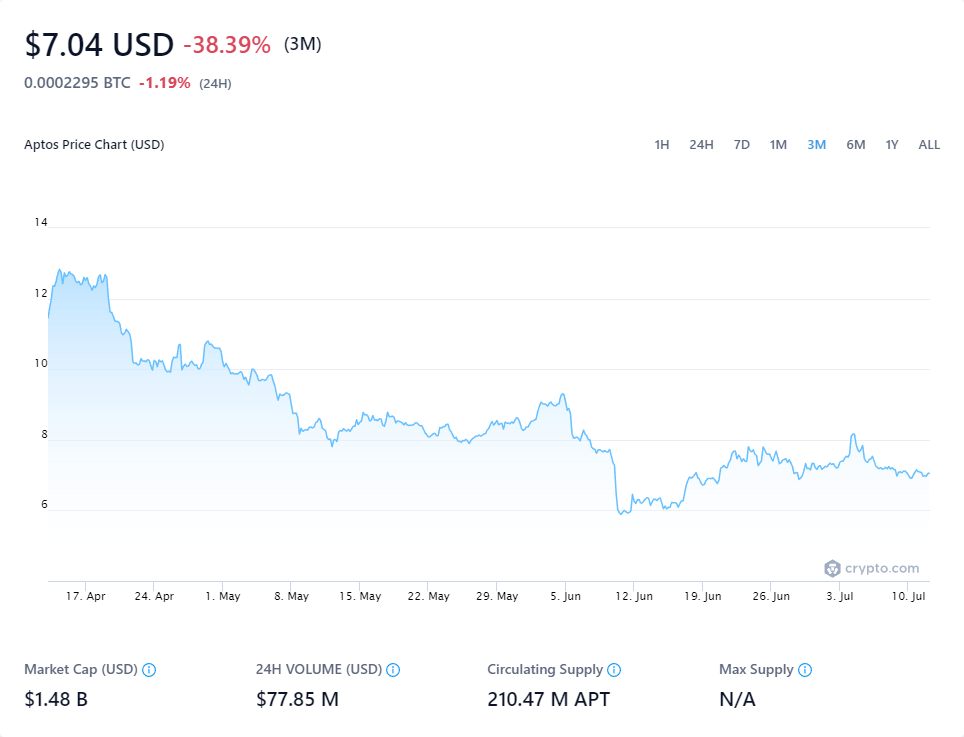 $7.04 USD -38.39% (3M)
0.0002295 BTC -1.19% (24H)
Aptos Price Chart (USD) 1H 24H 7D 1M 3M 6M 1Y ALL
14
12
10
8
6
crypto.com
17. Apr 24. Apr 1. May 8. May 15. May 22. May 29. May 5. Jun 12. Jun 19. Jun 26. Jun 3. Jul 10. Jul
Market Cap (USD) 24H VOLUME (USD) Circulating Supply Max Supply
$1.48 B $77.85 M 210.47 M APT N/A